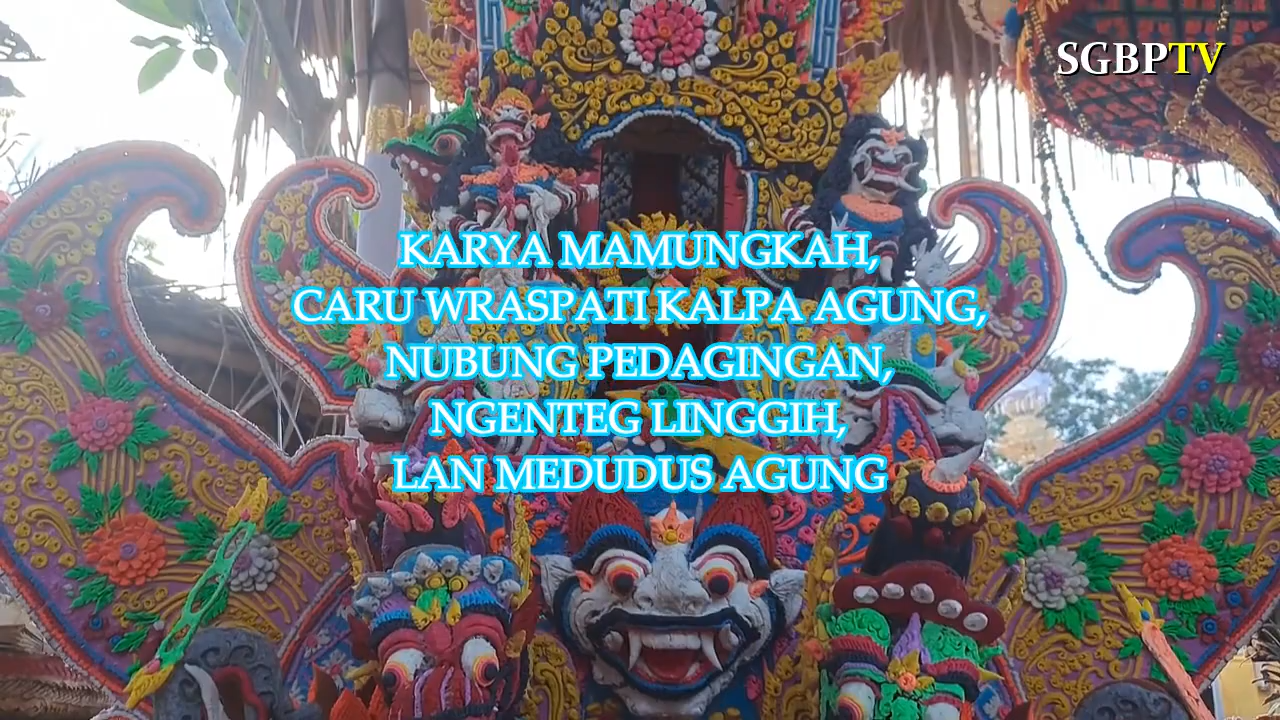 SGBPTV
KARYA MAMUNGKAH,
CARU WRASPATI KALPA AGUNG,
NUBUNG PEDAGINGAN,
NGENTEG LINGGIH,
LAN MEDUDUS AGUNG